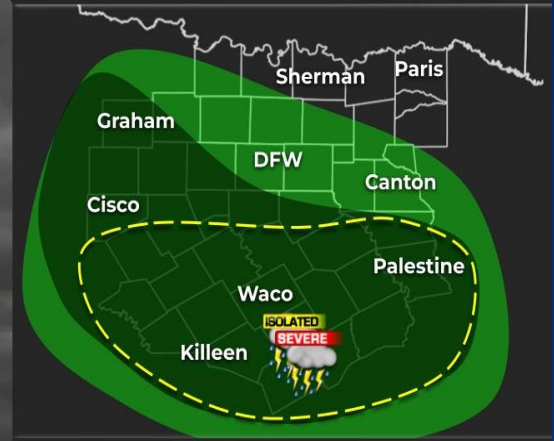 Sherman
Paris
Graham
DFW
Canton
Cisco
Palestine
Waco
ISOLATED
SEVERE
Killeen